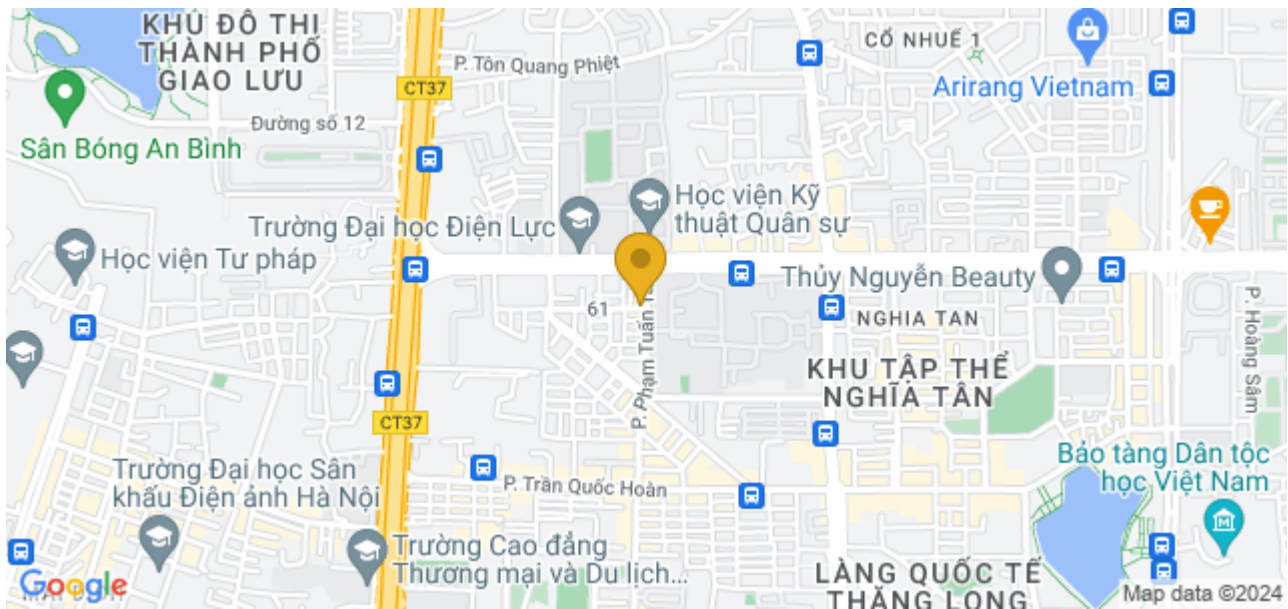 KHU ĐÔ THỊ
THÀNH PHỐ
GIAO LƯU
CỔ NHUẾ 1
P. Tôn Quang Phiệt
Arirang Vietnam
CT37
Đường số 12
Sân Bóng An Bình
Học viện Kỹ
thuật Quân sự
Trường Đại học Điện Lực
Học viện Tư pháp
Thủy Nguyễn Beauty
61
NGHIA TAN
P. Hoàng Sâm
P. Phạm Tuấn
KHU TẬP THỂ
NGHĨA TÂN
CT37
Bảo tàng Dân tộc
học Việt Nam
Trường Đại học Sân
khấu Điện ảnh Hà Nội
P. Trần Quốc Hoàn
Trường Cao đẳng
Thương mại và Du lịch...
LÀNG QUỐC TẾ
THĂNG LONG
Google
Map data ©2024